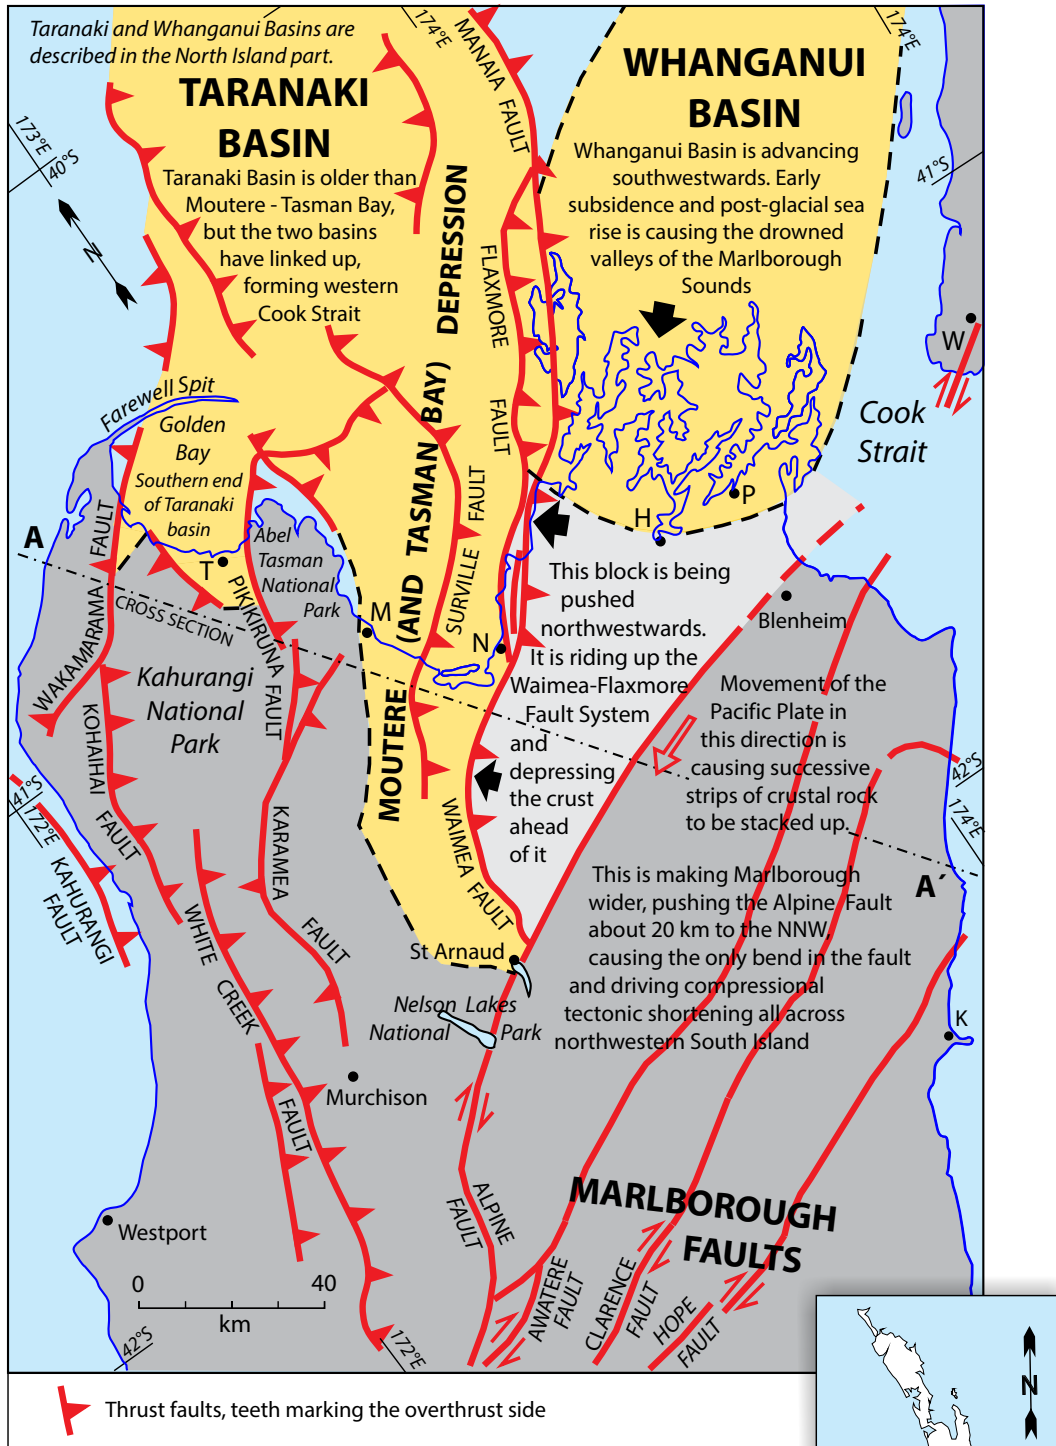 Taranaki and Whanganui Basins are
described in the North Island part.
TARANAKI
BASIN
Taranaki Basin is older than
Moutere - Tasman Bay,
but the two basins
have linked up,
forming western
Cook Strait
WHANGANUI
BASIN
Whanganui Basin is advancing
southwestwards. Early
subsidence and post-glacial sea
rise is causing the drowned
valleys of the Marlborough
Sounds
174°E
174°E
173°E
40°S
41°S
N
MANAIA FAULT
FLAXMORE
FAULT
MOUTERE
(AND TASMAN BAY)
DEPRESSION
SURVILLE
FAULT
W
Cook
Strait
Farewell Spit
Golden
Bay
Southern end
of Taranaki
basin
Abel
Tasman
National
Park
A
CROSS SECTION
T
M
N
H
P
WAKAMARAMA
FAULT
PIKIKIRUNA
FAULT
Kahurangi
National
Park
KOHAIHAI
FAULT
This block is being
pushed
northwestwards.
It is riding up the
Waimea-Flaxmore
Fault System
and
depressing
the crust
ahead
of it
Blenheim
Movement of the
Pacific Plate in
this direction is
causing successive
strips of crustal rock
to be stacked up.
42°S
174°E
41°S
172°E
KAHURANGI
FAULT
WHITE
CREEK
FAULT
KARAMEA
FAULT
WAIMEA FAULT
This is making Marlborough
wider, pushing the Alpine Fault
about 20 km to the NNW,
causing the only bend in the fault
and driving compressional
tectonic shortening all across
northwestern South Island
A´
St Arnaud
Nelson Lakes
National Park
K
Murchison
Westport
ALPINE
FAULT
MARLBOROUGH
FAULTS
AWATERE
FAULT
CLARENCE
FAULT
HOPE
FAULT
0 40
km
42°S
172°E
N
Thrust faults, teeth marking the overthrust side